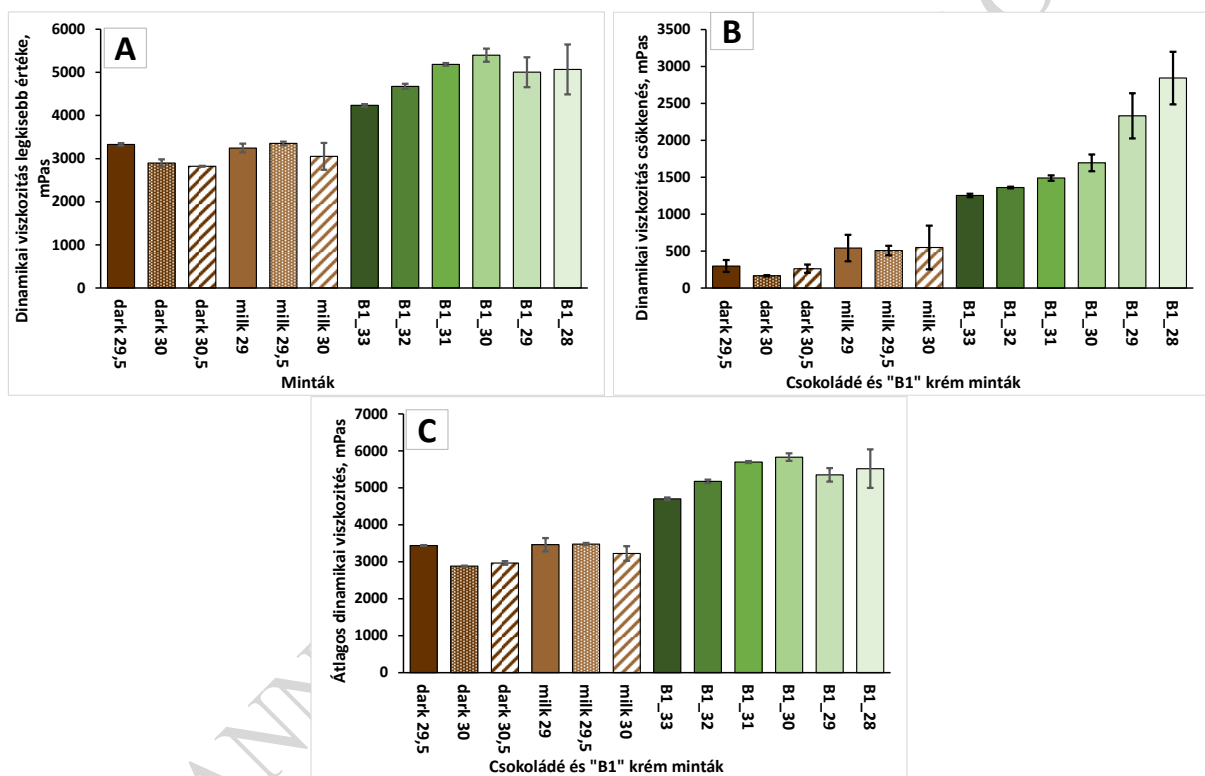 A
Dinamikai viszkozitás legkisebb értéke,
mPas
6000
5000
4000
3000
2000
1000
0
dark 29,5
dark 30
dark 30,5
milk 29
milk 29,5
milk 30
B1_33
B1_32
B1_31
B1_30
B1_29
B1_28
Minták
B
Dinamikai viszkozitás csökkenés, mPas
3500
3000
2500
2000
1500
1000
500
0
dark 29,5
dark 30
dark 30,5
milk 29
milk 29,5
milk 30
B1_33
B1_32
B1_31
B1_30
B1_29
B1_28
Csokoládé és "B1" krém minták
C
Átlagos dinamikai viszkozités, mPas
7000
6000
5000
4000
3000
2000
1000
0
dark 29,5
dark 30
dark 30,5
milk 29
milk 29,5
milk 30
B1_33
B1_32
B1_31
B1_30
B1_29
B1_28
Csokoládé és "B1" krém minták